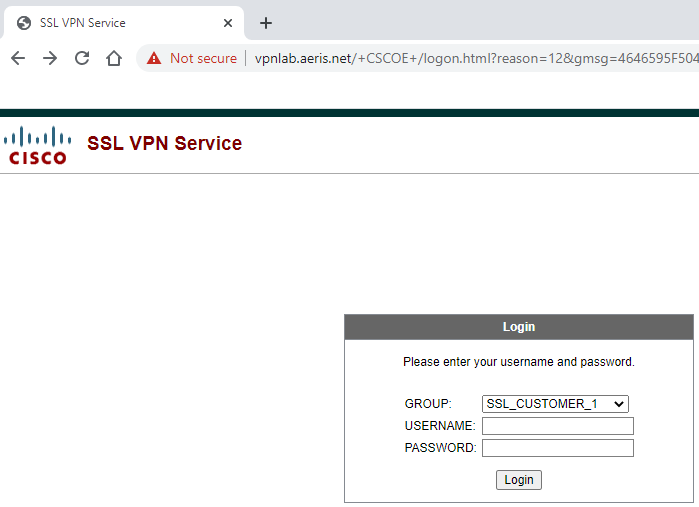 SSL VPN Service
Not secure vpnlab.aeris.net/+CSCOE+/logon.html?reason=12&gmsg=4646595F504
CISCO SSL VPN Service
Login
Please enter your username and password.
GROUP: SSL_CUSTOMER_1
USERNAME:
PASSWORD:
Login